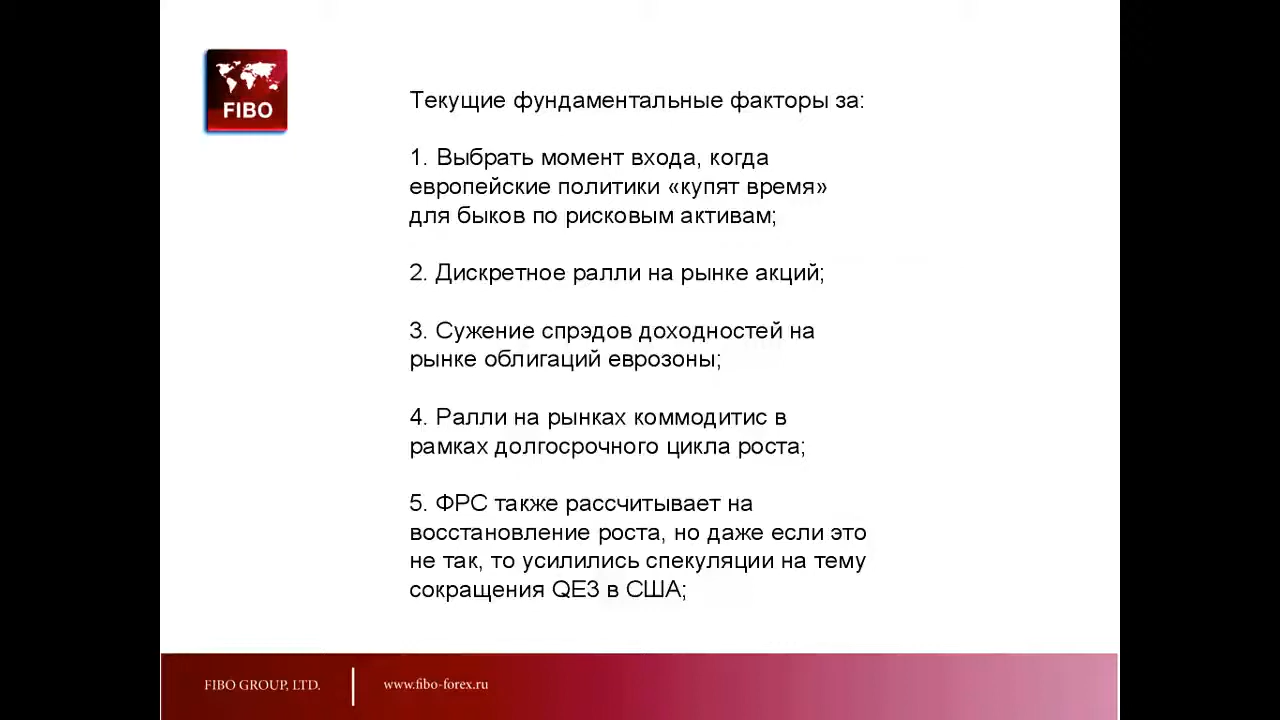 FIBO
Текущие фундаментальные факторы за:
1. Выбрать момент входа, когда
европейские политики «купят время»
для быков по рисковым активам;
2. Дискретное ралли на рынке акций;
3. Сужение спрэдов доходностей на
рынке облигаций еврозоны;
4. Ралли на рынках коммодитис в
рамках долгосрочного цикла роста;
5. ФРС также рассчитывает на
восстановление роста, но даже если это
не так, то усилились спекуляции на тему
сокращения QE3 в США;
FIBO GROUP, LTD.
www.fibo-forex.ru